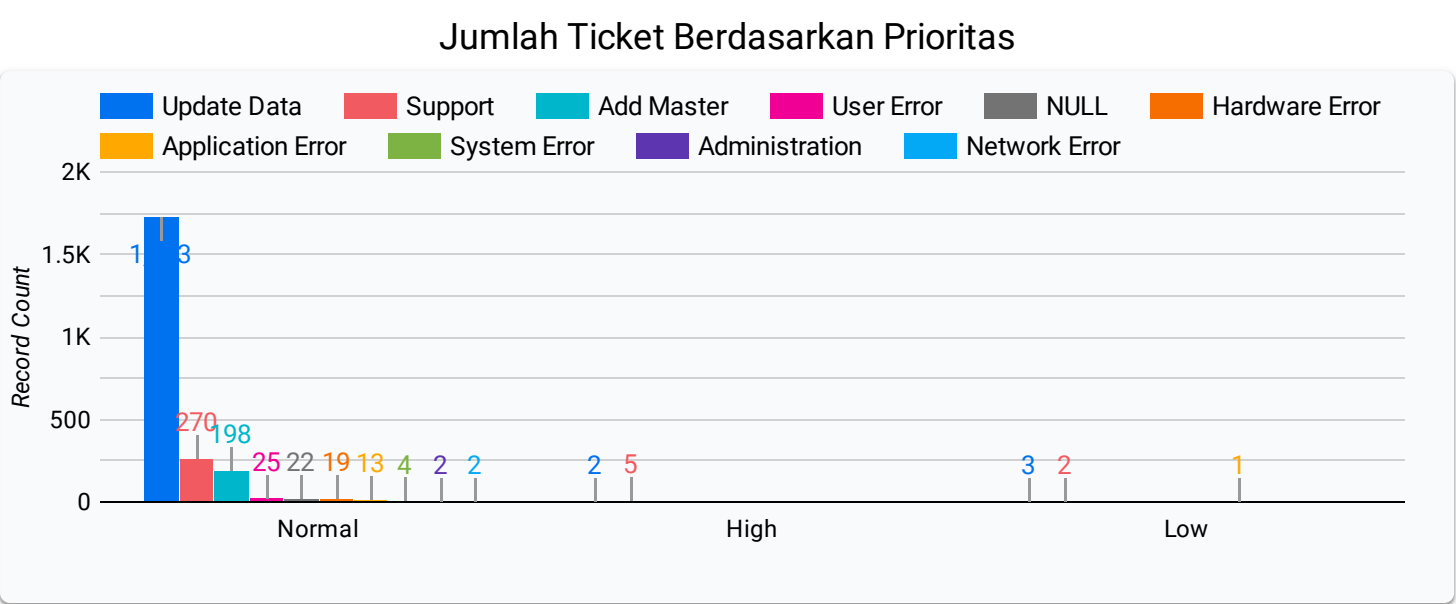 Jumlah Ticket Berdasarkan Prioritas
Update Data Support Add Master User Error NULL Hardware Error
Application Error System Error Administration Network Error
2K
1.5K
1K
500
0
Record Count
270 198 25 22 19 13 4 2 2 2 5 3 2 1
Normal High Low